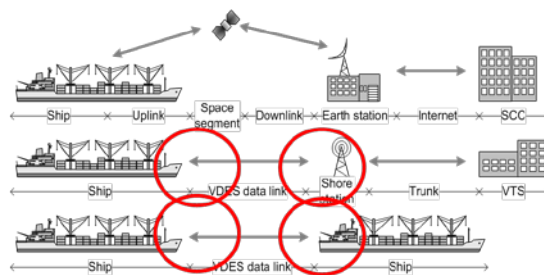 Ship Uplink Space segment Downlink Earth station Internet SCC
Ship VDES data link Shore station Trunk VTS
Ship VDES data link Ship